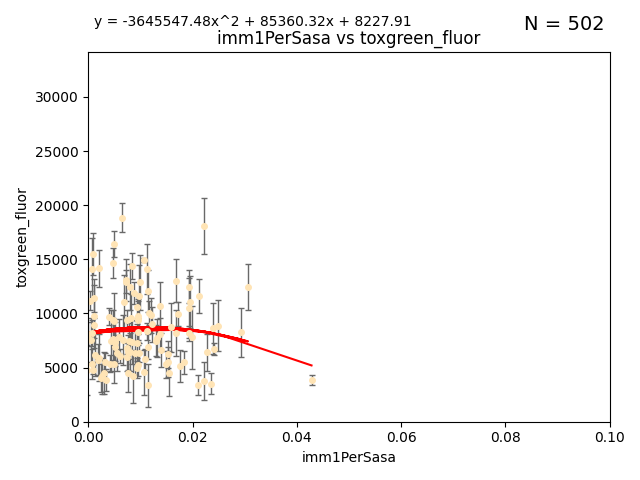 y = -3645547.48x^2 + 85360.32x + 8227.91
N = 502
imm1PerSasa vs toxgreen_fluor
toxgreen_fluor
30000
25000
20000
15000
10000
5000
0
0.00 0.02 0.04 0.06 0.08 0.10
imm1PerSasa